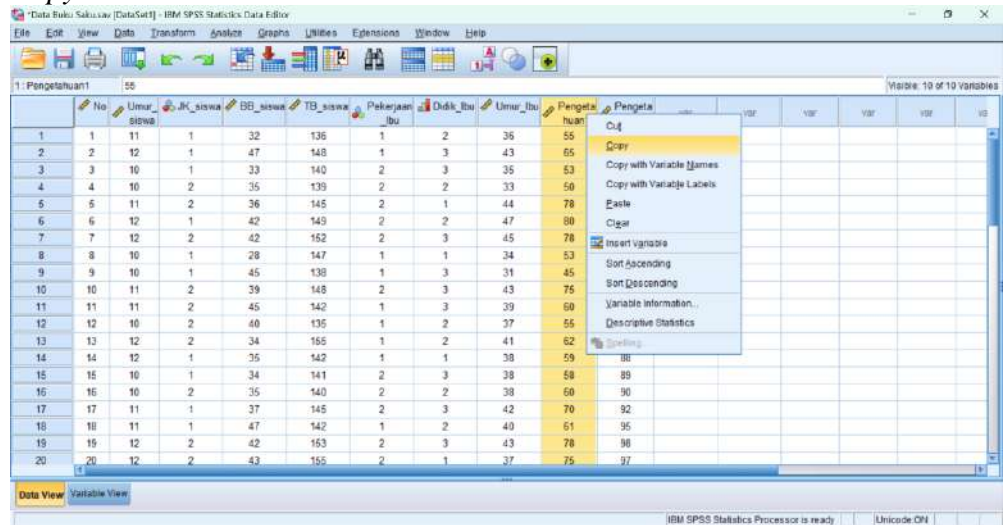 *Data Buku Saku.sav [DataSet1] - IBM SPSS Statistics Data Editor
File Edit View Data Transform Analyze Graphs Utilities Extensions Window Help
1 : Pengetahuan1 55 Visible: 10 of 10 Variables
No Umur_siswa JK_siswa BB_siswa TB_siswa Pekerjaan_Ibu Didik_Ibu Umur_Ibu Pengetahuan Pengeta var var var var
1 1 11 1 32 136 1 2 36 55
2 2 12 1 47 148 1 3 43 65
3 3 10 1 33 140 2 3 35 53
4 4 10 2 35 139 2 2 33 50
5 5 11 2 36 145 2 1 44 78
6 6 12 1 42 149 2 2 47 80
7 7 12 2 42 152 2 3 45 78
8 8 10 1 28 147 1 1 34 53
9 9 10 1 45 138 1 3 31 45
10 10 11 2 39 148 2 3 43 75
11 11 11 2 45 142 1 3 39 60
12 12 10 2 40 135 1 2 37 55
13 13 12 2 34 155 1 2 41 62
14 14 12 1 35 142 1 1 38 59 88
15 15 10 1 34 141 2 3 38 58 89
16 16 10 2 35 140 2 2 38 60 90
17 17 11 1 37 145 2 3 42 70 92
18 18 11 1 47 142 1 2 40 61 95
19 19 12 2 42 153 2 3 43 78 98
20 20 12 2 43 155 2 1 37 75 97
Cut
Copy
Copy with Variable Names
Copy with Variable Labels
Paste
Clear
Insert Variable
Sort Ascending
Sort Descending
Variable Information...
Descriptive Statistics
Spelling...
Data View Variable View
IBM SPSS Statistics Processor is ready Unicode:ON